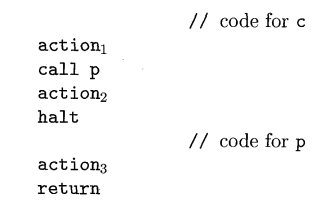 // code for c
action₁
call p
action₂
halt
// code for p
action₃
return